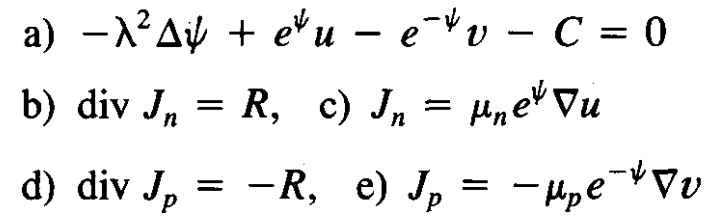 a) −λ²Δψ + e^ψ u − e^{−ψ} v − C = 0
b) div J_n = R, c) J_n = μ_n e^ψ ∇u
d) div J_p = −R, e) J_p = −μ_p e^{−ψ} ∇v